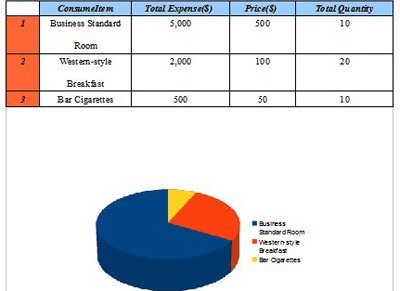 ConsumeItem Total Expense($) Price($) Total Quantity
1 Business Standard 5,000 500 10
Room
2 Western-style 2,000 100 20
Breakfast
3 Bar Cigarettes 500 50 10
Business
Standard Room
Western-style
Breakfast
Bar Cigarettes